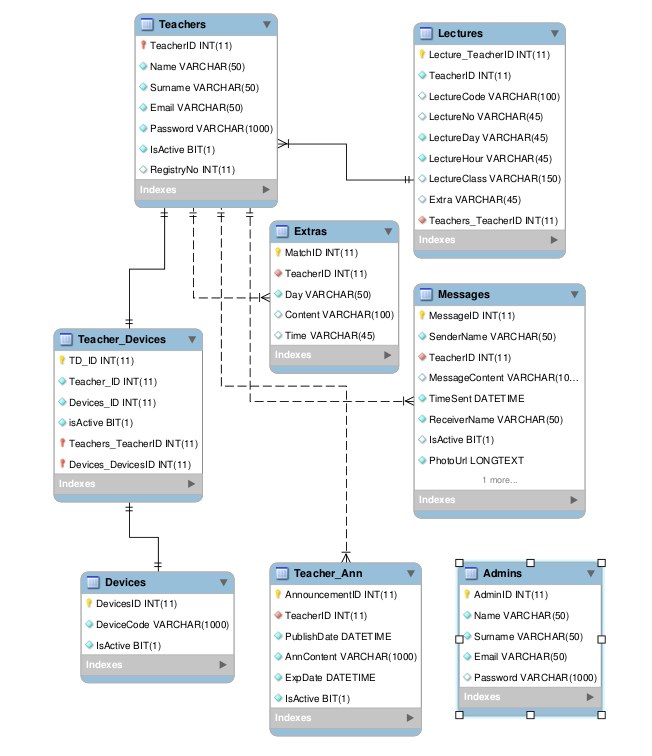 Teachers
TeacherID INT(11)
Name VARCHAR(50)
Surname VARCHAR(50)
Email VARCHAR(50)
Password VARCHAR(1000)
IsActive BIT(1)
RegistryNo INT(11)
Indexes
Lectures
Lecture_TeacherID INT(11)
TeacherID INT(11)
LectureCode VARCHAR(100)
LectureNo VARCHAR(45)
LectureDay VARCHAR(45)
LectureHour VARCHAR(45)
LectureClass VARCHAR(150)
Extra VARCHAR(45)
Teachers_TeacherID INT(11)
Indexes
Extras
MatchID INT(11)
TeacherID INT(11)
Day VARCHAR(50)
Content VARCHAR(100)
Time VARCHAR(45)
Indexes
Messages
MessageID INT(11)
SenderName VARCHAR(50)
TeacherID INT(11)
MessageContent VARCHAR(10...
TimeSent DATETIME
ReceiverName VARCHAR(50)
IsActive BIT(1)
PhotoUrl LONGTEXT
1 more...
Indexes
Teacher_Devices
TD_ID INT(11)
Teacher_ID INT(11)
Devices_ID INT(11)
isActive BIT(1)
Teachers_TeacherID INT(11)
Devices_DevicesID INT(11)
Indexes
Devices
DevicesID INT(11)
DeviceCode VARCHAR(1000)
IsActive BIT(1)
Indexes
Teacher_Ann
AnnouncementID INT(11)
TeacherID INT(11)
PublishDate DATETIME
AnnContent VARCHAR(1000)
ExpDate DATETIME
IsActive BIT(1)
Indexes
Admins
AdminID INT(11)
Name VARCHAR(50)
Surname VARCHAR(50)
Email VARCHAR(50)
Password VARCHAR(1000)
Indexes